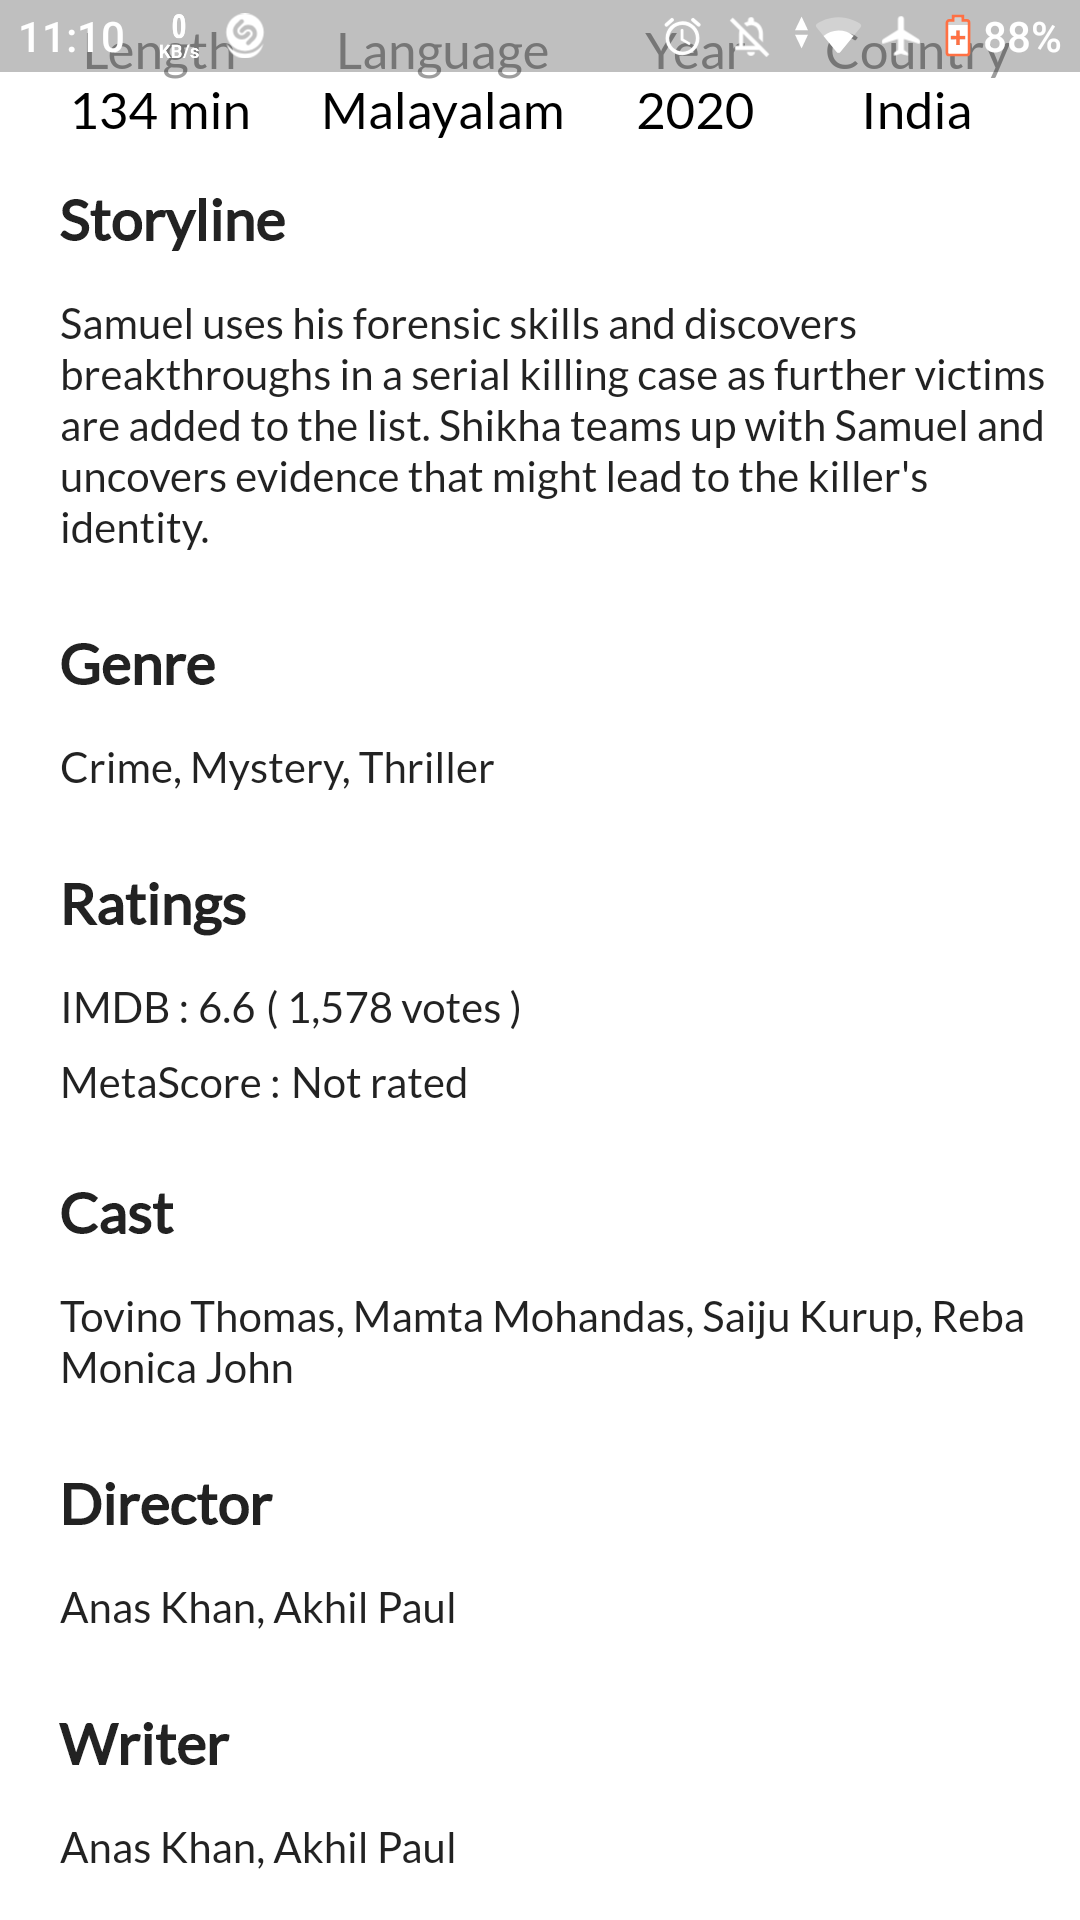 11:10 0 KB/s 88%
Length Language Year Country
134 min Malayalam 2020 India
Storyline
Samuel uses his forensic skills and discovers
breakthroughs in a serial killing case as further victims
are added to the list. Shikha teams up with Samuel and
uncovers evidence that might lead to the killer's
identity.
Genre
Crime, Mystery, Thriller
Ratings
IMDB : 6.6 ( 1,578 votes )
MetaScore : Not rated
Cast
Tovino Thomas, Mamta Mohandas, Saiju Kurup, Reba
Monica John
Director
Anas Khan, Akhil Paul
Writer
Anas Khan, Akhil Paul